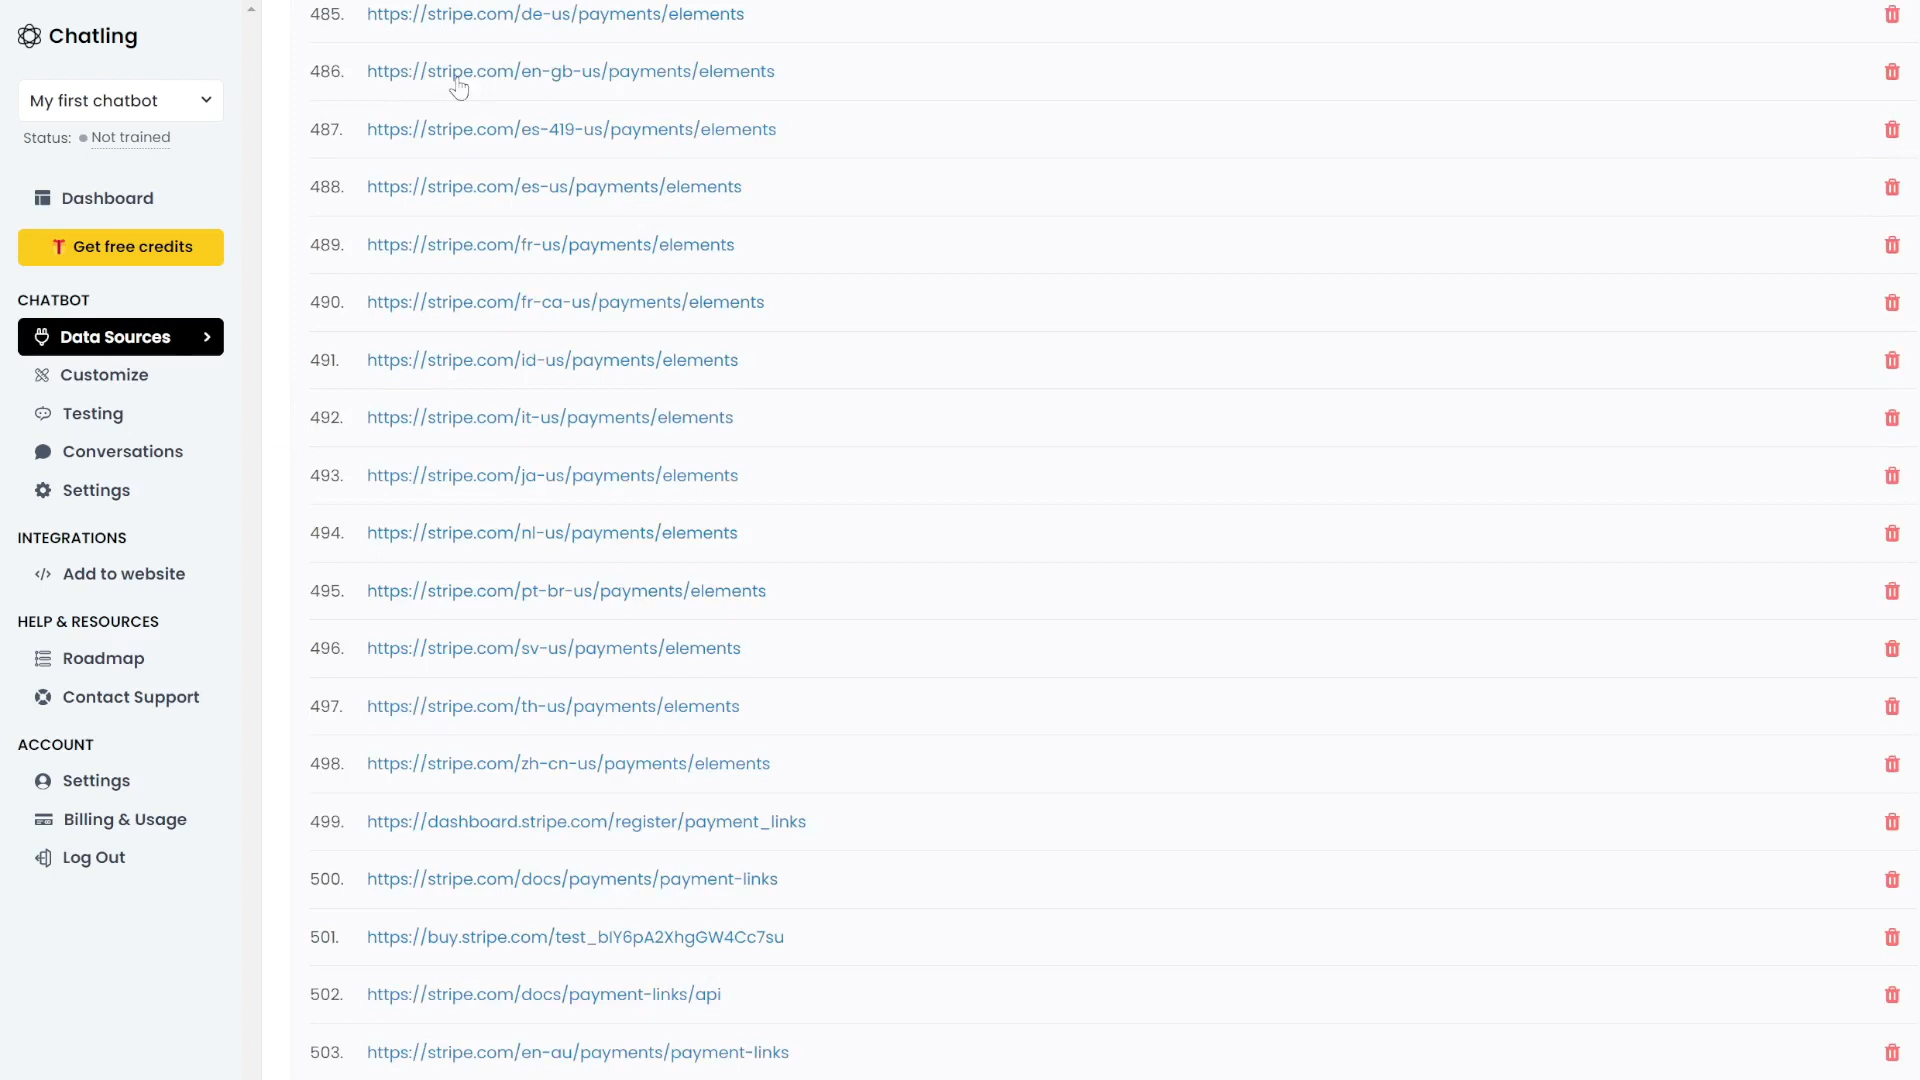 Chatling
My first chatbot
Status: Not trained
Dashboard
Get free credits
CHATBOT
Data Sources
Customize
Testing
Conversations
Settings
INTEGRATIONS
Add to website
HELP & RESOURCES
Roadmap
Contact Support
ACCOUNT
Settings
Billing & Usage
Log Out
485. https://stripe.com/de-us/payments/elements
486. https://stripe.com/en-gb-us/payments/elements
487. https://stripe.com/es-419-us/payments/elements
488. https://stripe.com/es-us/payments/elements
489. https://stripe.com/fr-us/payments/elements
490. https://stripe.com/fr-ca-us/payments/elements
491. https://stripe.com/id-us/payments/elements
492. https://stripe.com/it-us/payments/elements
493. https://stripe.com/ja-us/payments/elements
494. https://stripe.com/nl-us/payments/elements
495. https://stripe.com/pt-br-us/payments/elements
496. https://stripe.com/sv-us/payments/elements
497. https://stripe.com/th-us/payments/elements
498. https://stripe.com/zh-cn-us/payments/elements
499. https://dashboard.stripe.com/register/payment_links
500. https://stripe.com/docs/payments/payment-links
501. https://buy.stripe.com/test_bIY6pA2XhgGW4Cc7su
502. https://stripe.com/docs/payment-links/api
503. https://stripe.com/en-au/payments/payment-links